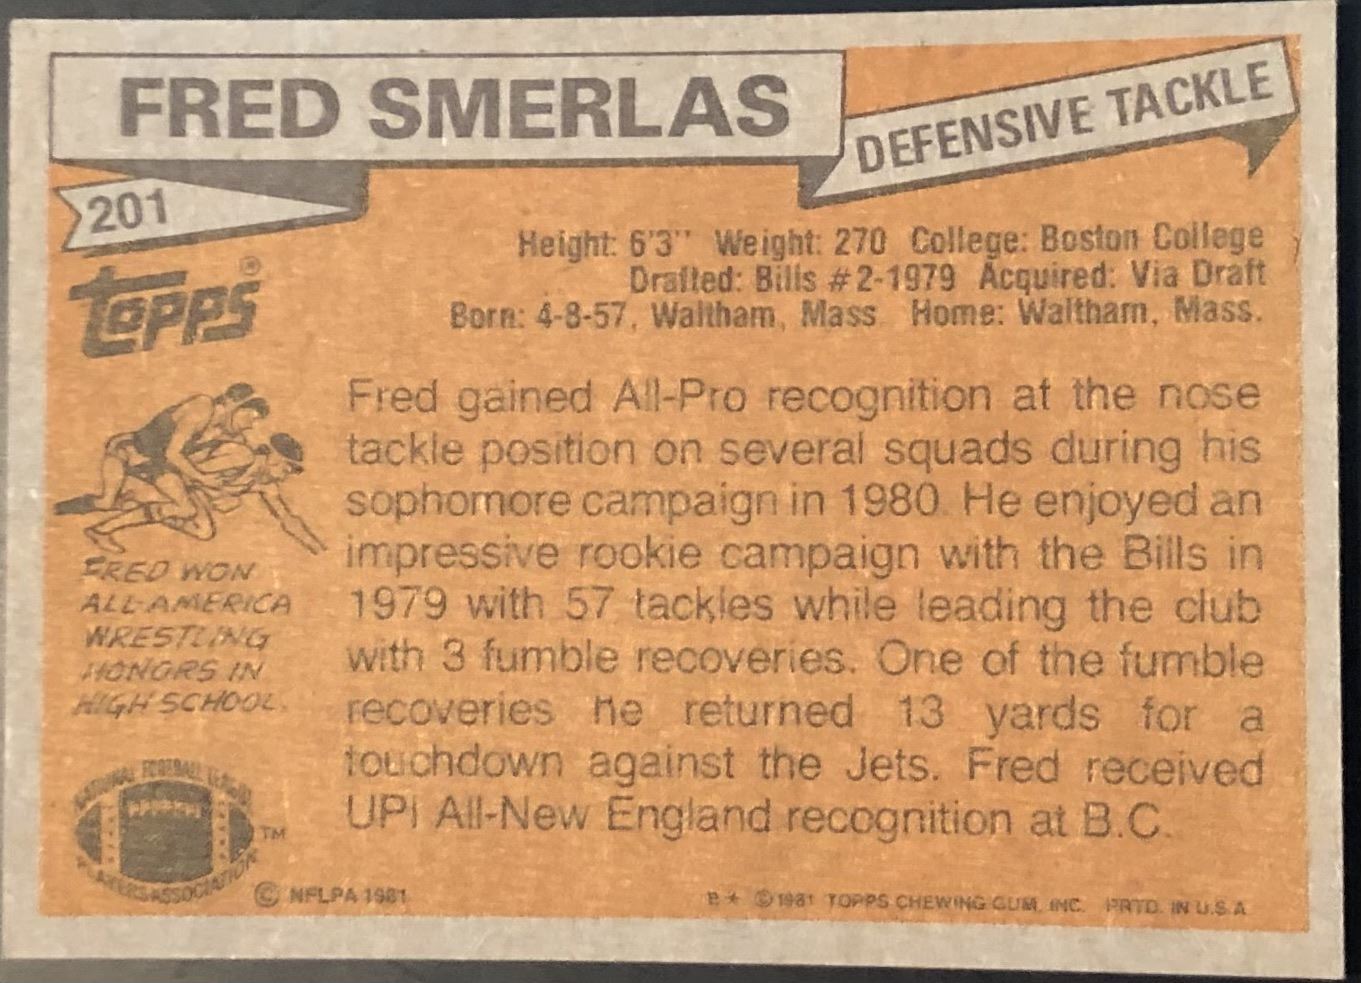 FRED SMERLAS
DEFENSIVE TACKLE
201
TOPPS®
Height: 6'3" Weight: 270 College: Boston College
Drafted: Bills #2-1979 Acquired: Via Draft
Born: 4-8-57, Waltham, Mass Home: Waltham, Mass.
Fred gained All-Pro recognition at the nose
tackle position on several squads during his
sophomore campaign in 1980. He enjoyed an
impressive rookie campaign with the Bills in
1979 with 57 tackles while leading the club
with 3 fumble recoveries. One of the fumble
recoveries he returned 13 yards for a
touchdown against the Jets. Fred received
UPI All-New England recognition at B.C.
FRED WON
ALL-AMERICA
WRESTLING
HONORS IN
HIGH SCHOOL.
NATIONAL FOOTBALL LEAGUE
PLAYERS ASSOCIATION
TM
© NFLPA 1981
* © 1981 TOPPS CHEWING GUM, INC. PRTD. IN U.S.A